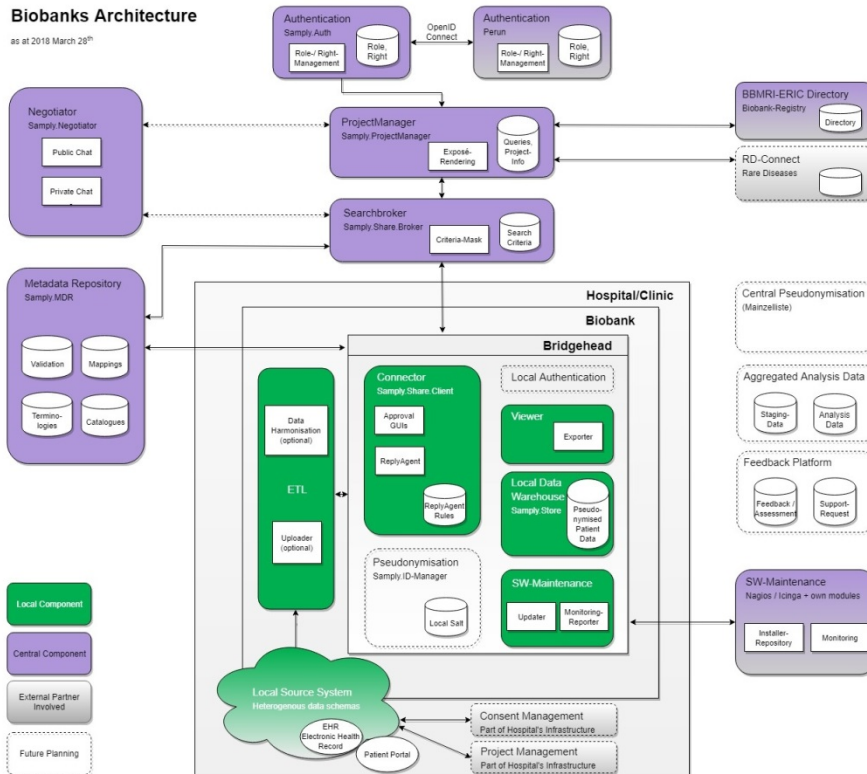 Biobanks Architecture
as at 2018 March 28th
Authentication
Samply.Auth
Role-/ Right-
Management
Role,
Right
OpenID
Connect
Authentication
Perun
Role-/ Right-
Management
Role,
Right
Negotiator
Samply.Negotiator
Public Chat
Private Chat
ProjectManager
Samply.ProjectManager
Exposé-
Rendering
Queries,
Project-
Info
BBMRI-ERIC Directory
Biobank-Registry
Directory
RD-Connect
Rare Diseases
Searchbroker
Samply.Share.Broker
Criteria-Mask
Search
Criteria
Metadata Repository
Samply.MDR
Validation
Mappings
Termino-
logies
Catalogues
Hospital/Clinic
Biobank
Bridgehead
Central Pseudonymisation
(Mainzelliste)
Data
Harmonisation
(optional)
ETL
Uploader
(optional)
Connector
Samply.Share.Client
Approval
GUIs
ReplyAgent
ReplyAgent
Rules
Local Authentication
Viewer
Exporter
Local Data
Warehouse
Samply.Store
Pseudo-
nymised
Patient
Data
Aggregated Analysis Data
Staging-
Data
Analysis
Data
Feedback Platform
Feedback /
Assessment
Support-
Request
Pseudonymisation
Samply.ID-Manager
Local Salt
SW-Maintenance
Updater
Monitoring-
Reporter
SW-Maintenance
Nagios / Icinga + own modules
Installer-
Repository
Monitoring
Local Component
Central Component
External Partner
Involved
Future Planning
Local Source System
Heterogenous data schemas
EHR
Electronic Health
Record
Patient Portal
Consent Management
Part of Hospital's Infrastructure
Project Management
Part of Hospital's Infrastructure